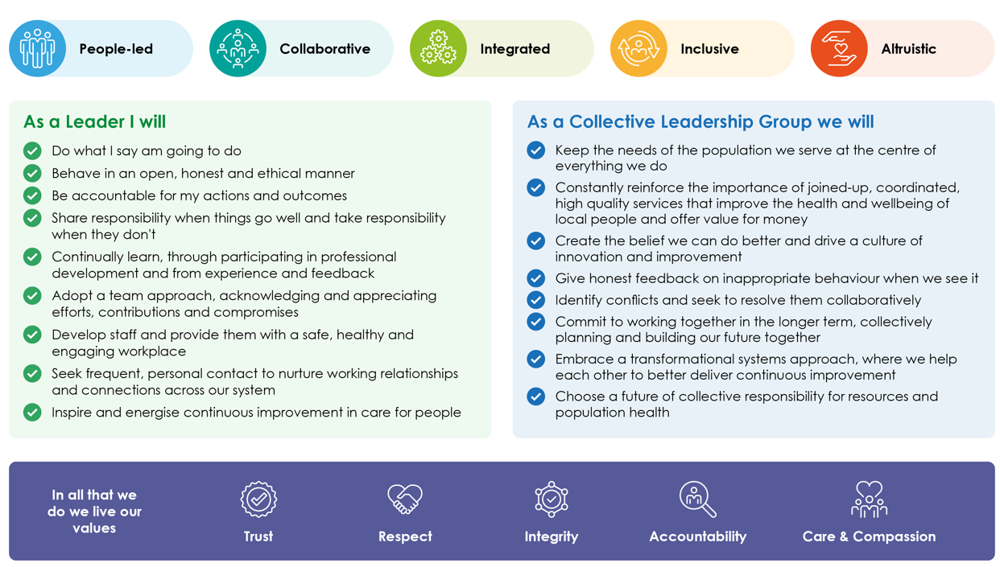 People-led
Collaborative
Integrated
Inclusive
Altruistic
As a Leader I will
Do what I say am going to do
Behave in an open, honest and ethical manner
Be accountable for my actions and outcomes
Share responsibility when things go well and take responsibility
when they don't
Continually learn, through participating in professional
development and from experience and feedback
Adopt a team approach, acknowledging and appreciating
efforts, contributions and compromises
Develop staff and provide them with a safe, healthy and
engaging workplace
Seek frequent, personal contact to nurture working relationships
and connections across our system
Inspire and energise continuous improvement in care for people
As a Collective Leadership Group we will
Keep the needs of the population we serve at the centre of
everything we do
Constantly reinforce the importance of joined-up, coordinated,
high quality services that improve the health and wellbeing of
local people and offer value for money
Create the belief we can do better and drive a culture of
innovation and improvement
Give honest feedback on inappropriate behaviour when we see it
Identify conflicts and seek to resolve them collaboratively
Commit to working together in the longer term, collectively
planning and building our future together
Embrace a transformational systems approach, where we help
each other to better deliver continuous improvement
Choose a future of collective responsibility for resources and
population health
In all that we
do we live our
values
Trust
Respect
Integrity
Accountability
Care & Compassion